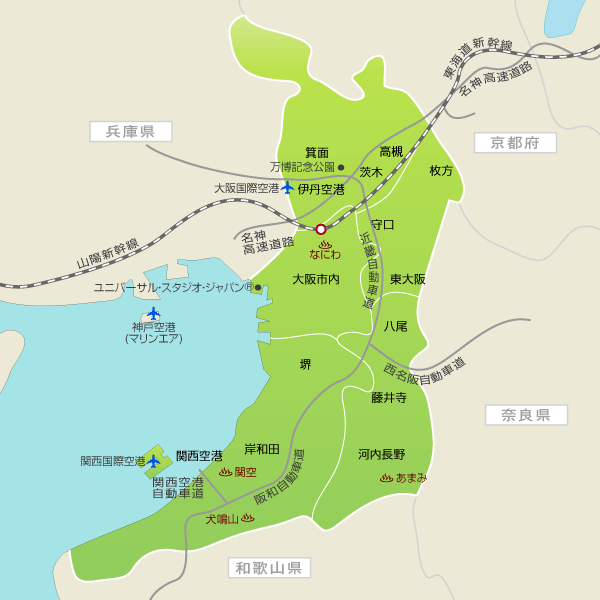 東海道新幹線
名神高速道路
兵庫県
京都府
箕面
高槻
万博記念公園
茨木
枚方
大阪国際空港
伊丹空港
守口
名神
高速道路
山陽新幹線
なにわ
近畿自動車道
大阪市内
東大阪
ユニバーサル・スタジオ・ジャパン®
神戸空港
(マリンエア)
八尾
堺
西名阪自動車道
藤井寺
奈良県
岸和田
関西空港
関西国際空港
河内長野
関空
あまみ
関西空港
自動車道
阪和自動車道
犬鳴山
和歌山県